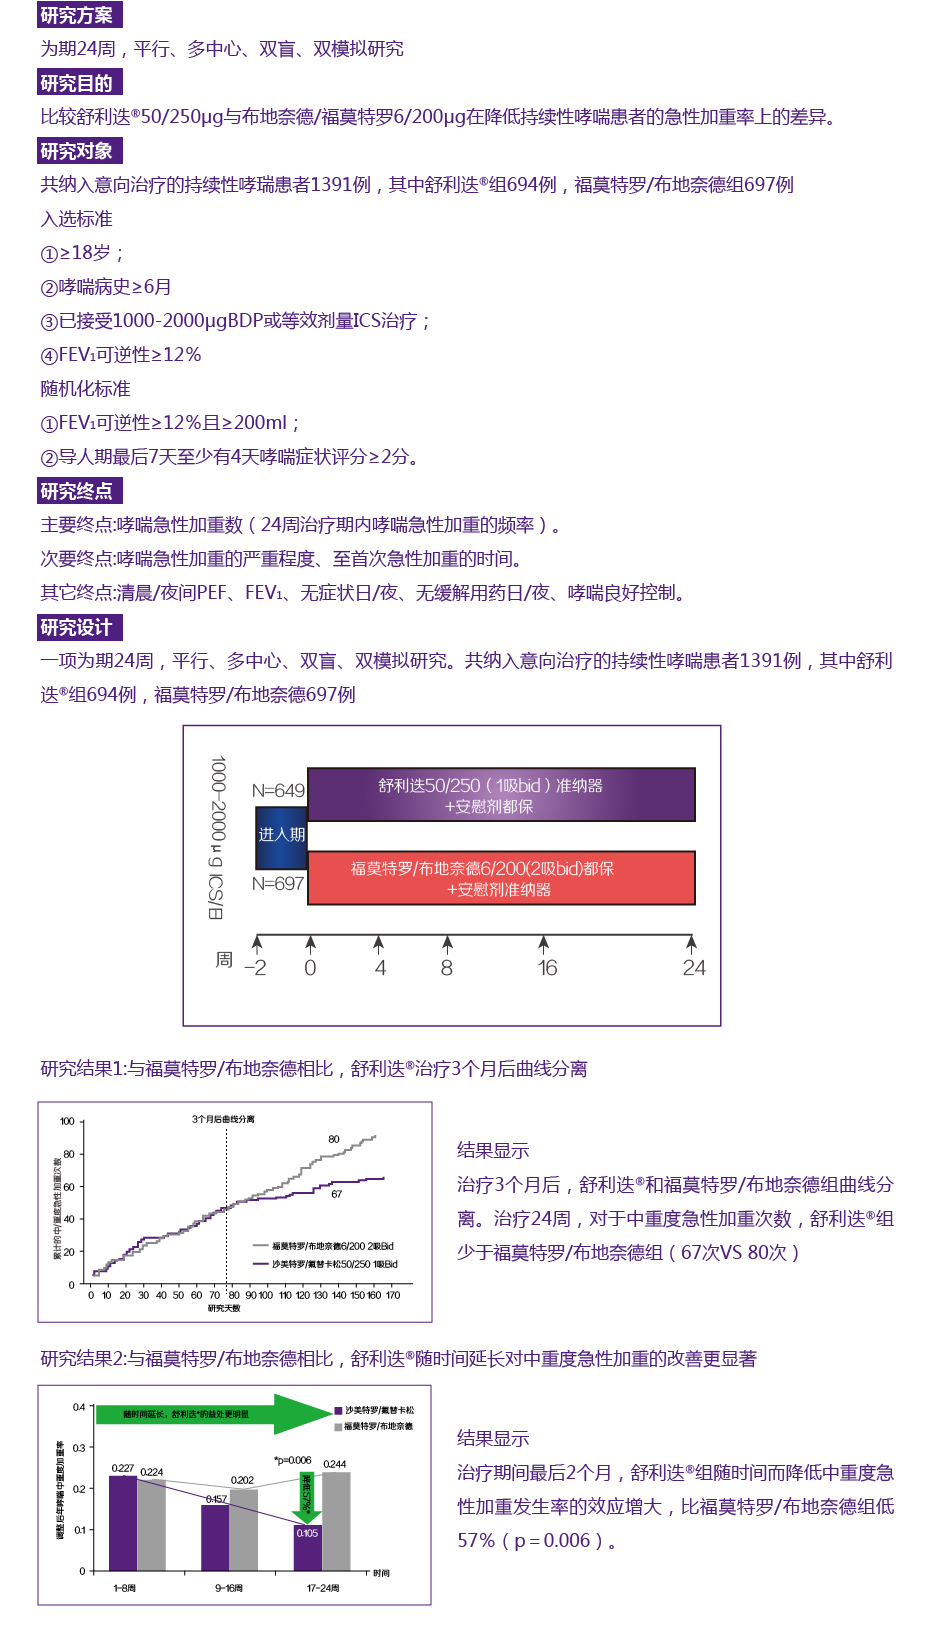 研究方案
为期24周，平行、多中心、双盲、双模拟研究
研究目的
比较舒利迭®50/250μg与布地奈德/福莫特罗6/200μg在降低持续性哮喘患者的急性加重率上的差异。
研究对象
共纳入意向治疗的持续性哮瑞患者1391例，其中舒利迭®组694例，福莫特罗/布地奈德组697例
入选标准
①≥18岁；
②哮喘病史≥6月
③已接受1000-2000μgBDP或等效剂量ICS治疗；
④FEV₁可逆性≥12%
随机化标准
①FEV₁可逆性≥12%且≥200ml；
②导人期最后7天至少有4天哮喘症状评分≥2分。
研究终点
主要终点:哮喘急性加重数（24周治疗期内哮喘急性加重的频率）。
次要终点:哮喘急性加重的严重程度、至首次急性加重的时间。
其它终点:清晨/夜间PEF、FEV₁、无症状日/夜、无缓解用药日/夜、哮喘良好控制。
研究设计
一项为期24周，平行、多中心、双盲、双模拟研究。共纳入意向治疗的持续性哮喘患者1391例，其中舒利
迭®组694例，福莫特罗/布地奈德697例
1000-2000μg ICS/日
N=649
舒利迭50/250（1吸bid）准纳器
+安慰剂都保
进人期
N=697
福莫特罗/布地奈德6/200(2吸bid)都保
+安慰剂准纳器
周 -2 0 4 8 16 24
研究结果1:与福莫特罗/布地奈德相比，舒利迭®治疗3个月后曲线分离
3个月后曲线分离
累计的中/重度急性加重次数
100
80
60
40
20
0
80
67
福莫特罗/布地奈德6/200 2吸Bid
沙美特罗/氟替卡松50/250 1吸Bid
0 10 20 30 40 50 60 70 80 90 100 110 120 130 140 150 160 170
研究天数
结果显示
治疗3个月后，舒利迭®和福莫特罗/布地奈德组曲线分
离。治疗24周，对于中重度急性加重次数，舒利迭®组
少于福莫特罗/布地奈德组（67次VS 80次）
研究结果2:与福莫特罗/布地奈德相比，舒利迭®随时间延长对中重度急性加重的改善更显著
调整后年哮喘中重度加重率
0.4
0.3
0.2
0.1
0
随时间延长，舒利迭®的益处更明显
沙美特罗/氟替卡松
福莫特罗/布地奈德
0.227
0.224
0.157
0.202
*p=0.006
降低57%*
0.244
0.105
时间
1-8周 9-16周 17-24周
结果显示
治疗期间最后2个月，舒利迭®组随时间而降低中重度急
性加重发生率的效应增大，比福莫特罗/布地奈德组低
57%（p＝0.006）。